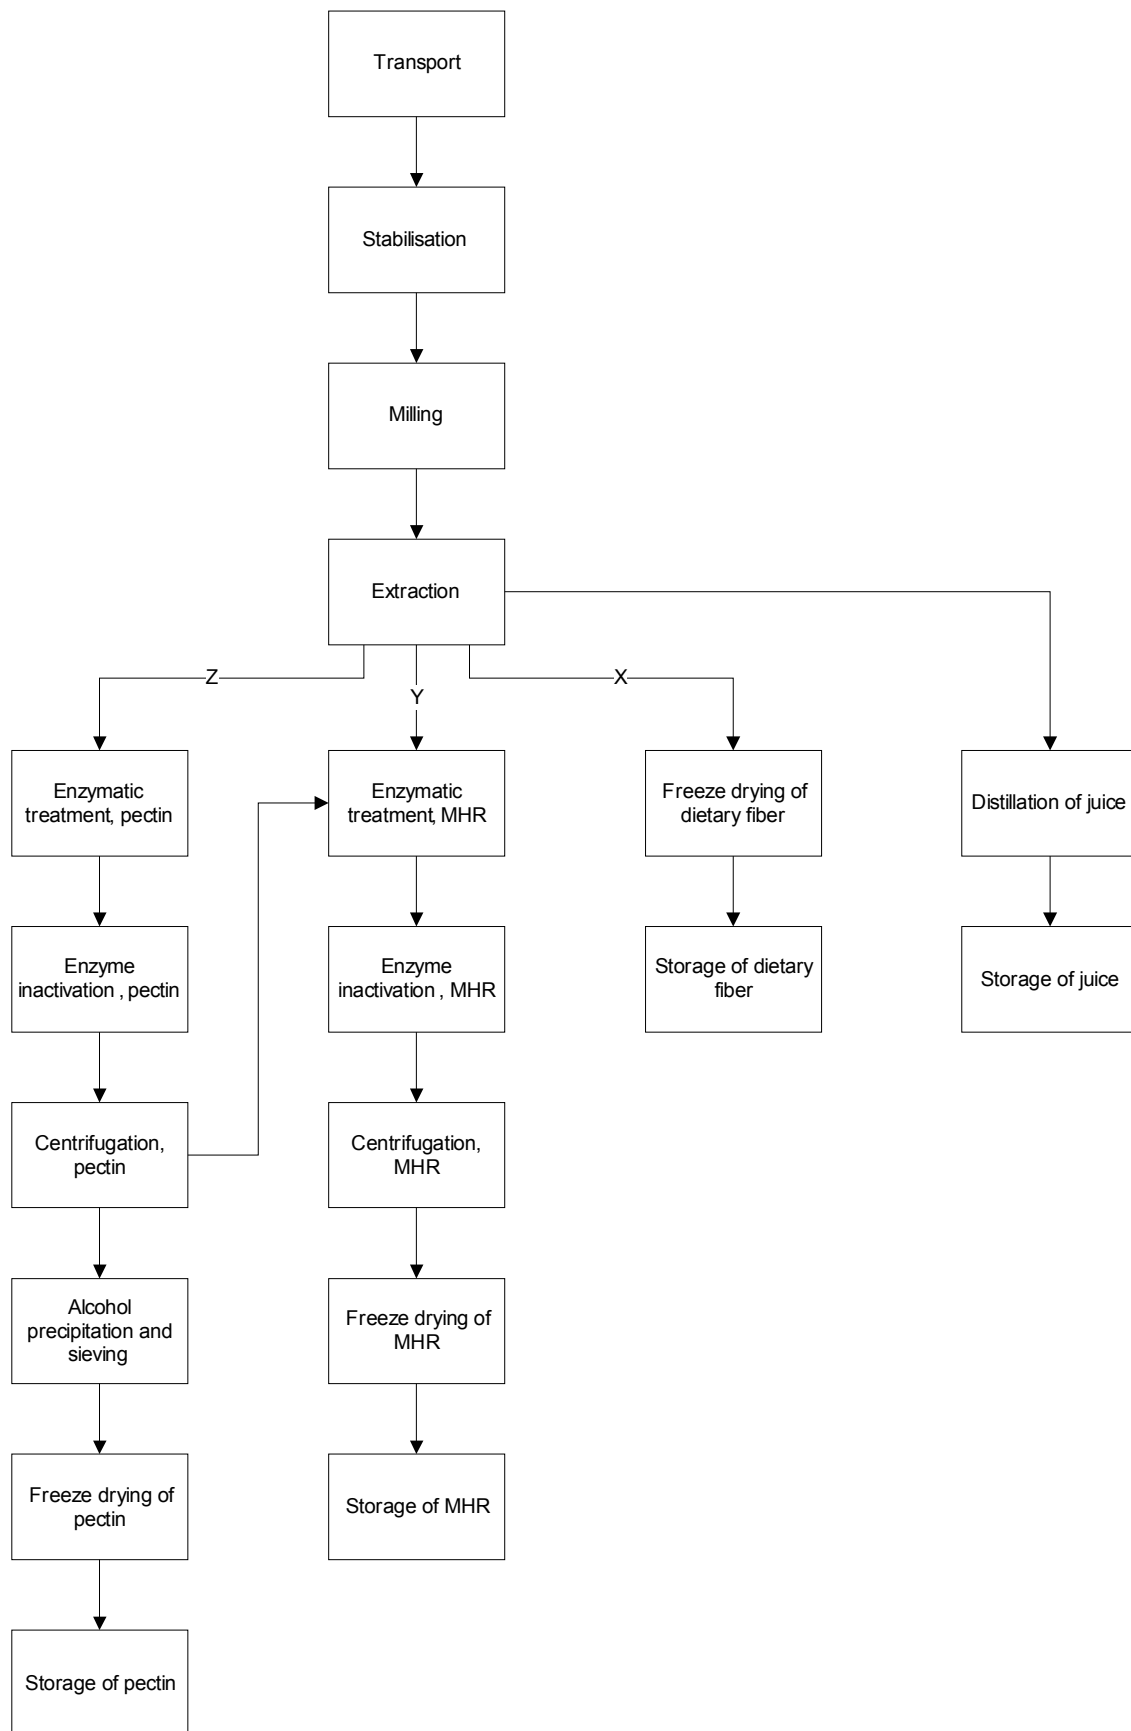 Transport
Stabilisation
Milling
Extraction
Z
Y
X
Enzymatic
treatment, pectin
Enzymatic
treatment, MHR
Freeze drying of
dietary fiber
Distillation of juice
Enzyme
inactivation , pectin
Enzyme
inactivation , MHR
Storage of dietary
fiber
Storage of juice
Centrifugation,
pectin
Centrifugation,
MHR
Alcohol
precipitation and
sieving
Freeze drying of
MHR
Freeze drying of
pectin
Storage of MHR
Storage of pectin